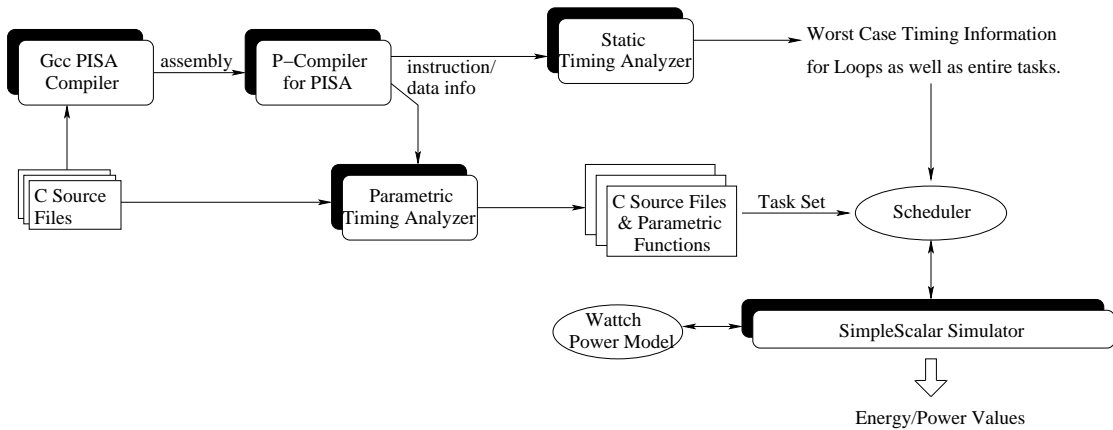 Gcc PISA
Compiler
assembly
P−Compiler
for PISA
instruction/
data info
Static
Timing Analyzer
Worst Case Timing Information
for Loops as well as entire tasks.
C Source
Files
Parametric
Timing Analyzer
C Source Files
& Parametric
Functions
Task Set
Scheduler
Wattch
Power Model
SimpleScalar Simulator
Energy/Power Values